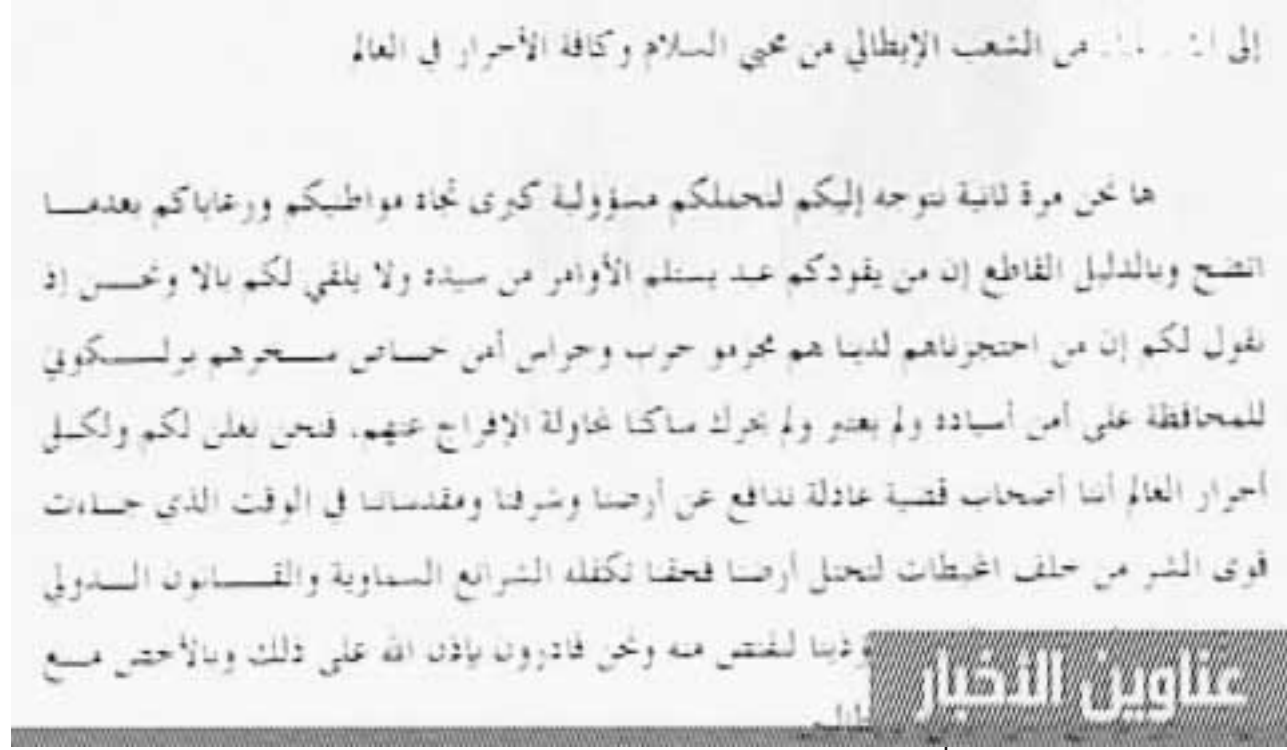 إلى من الشعب الإيطالي من محبي السلام وكافة الأحرار في العالم
ها نحن مرة ثانية نتوجه إليكم لنحملكم مسؤولية كبرى تجاه مواطنيكم ورعاياكم بعدما
اتضح وبالدليل القاطع إن من يقودكم عبد يستلم الأوامر من سيده ولا يلقي لكم بالا ونحن إذ
نقول لكم إن من احتجزناهم لدينا هم مجرمو حرب وحراس أمن خاص سخرهم برلسكوني
للمحافظة على أمن أسياده ولم يعتبر ولم يحرك ساكنا لمحاولة الإفراج عنهم. فنحن نعلن لكم ولكل
أحرار العالم أننا أصحاب قضية عادلة ندافع عن أرضنا وشرفنا ومقدساتنا في الوقت الذي جاءت
قوى الشر من خلف المحيطات لتحتل أرضنا فحقنا تكفله الشرائع السماوية والقانون الدولي
لنقتص منه ونحن قادرون بإذن الله على ذلك وبالأخص مع
عناوين الأخبار